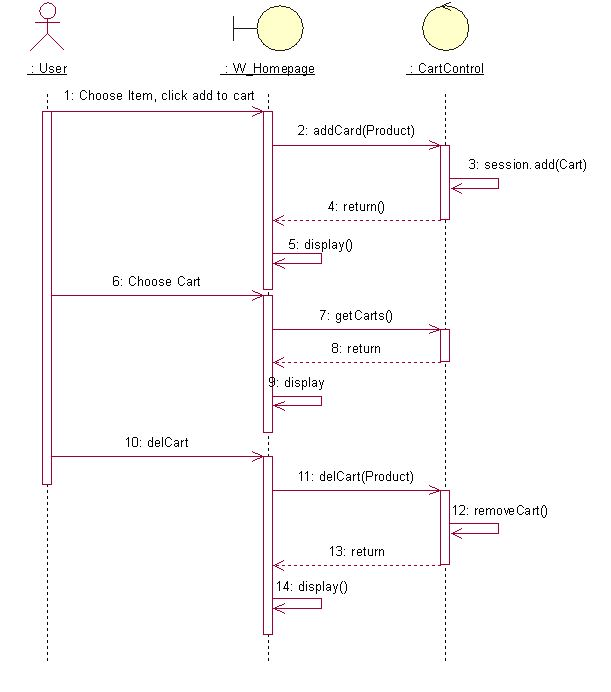 : User
: W_Homepage
: CartControl
1: Choose Item, click add to cart
2: addCard(Product)
3: session.add(Cart)
4: return()
5: display()
6: Choose Cart
7: getCarts()
8: return
9: display
10: delCart
11: delCart(Product)
12: removeCart()
13: return
14: display()